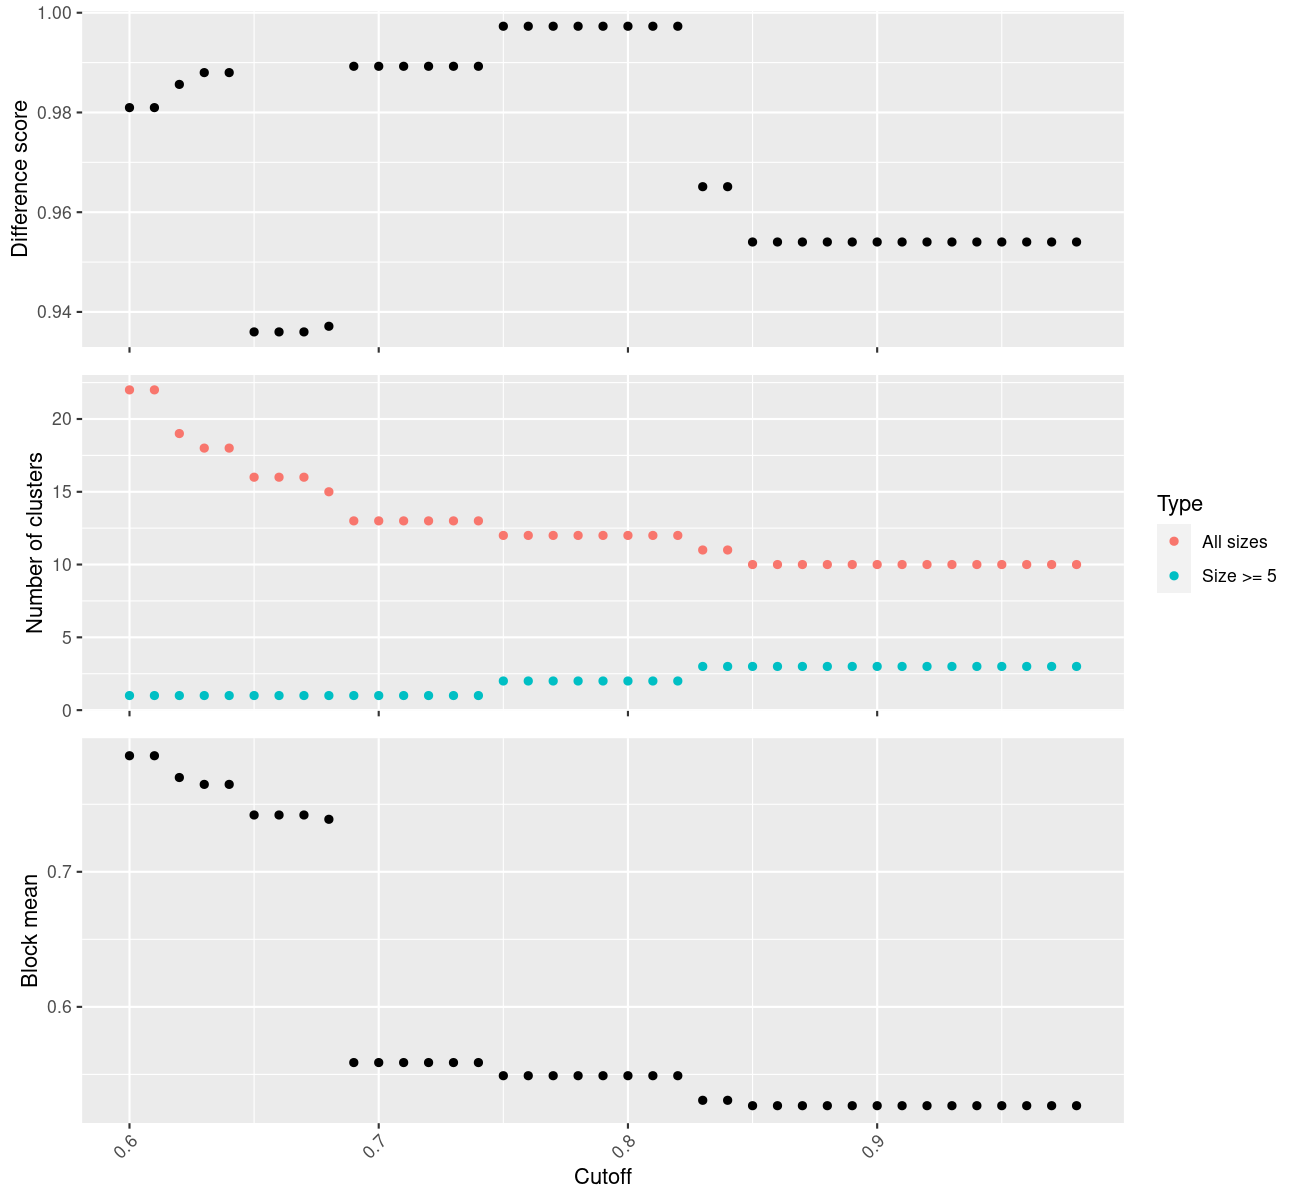 1.00
0.98
0.96
0.94
Difference score
20
15
10
5
0
Number of clusters
Type
All sizes
Size >= 5
0.7
0.6
Block mean
0.6
0.7
0.8
0.9
Cutoff